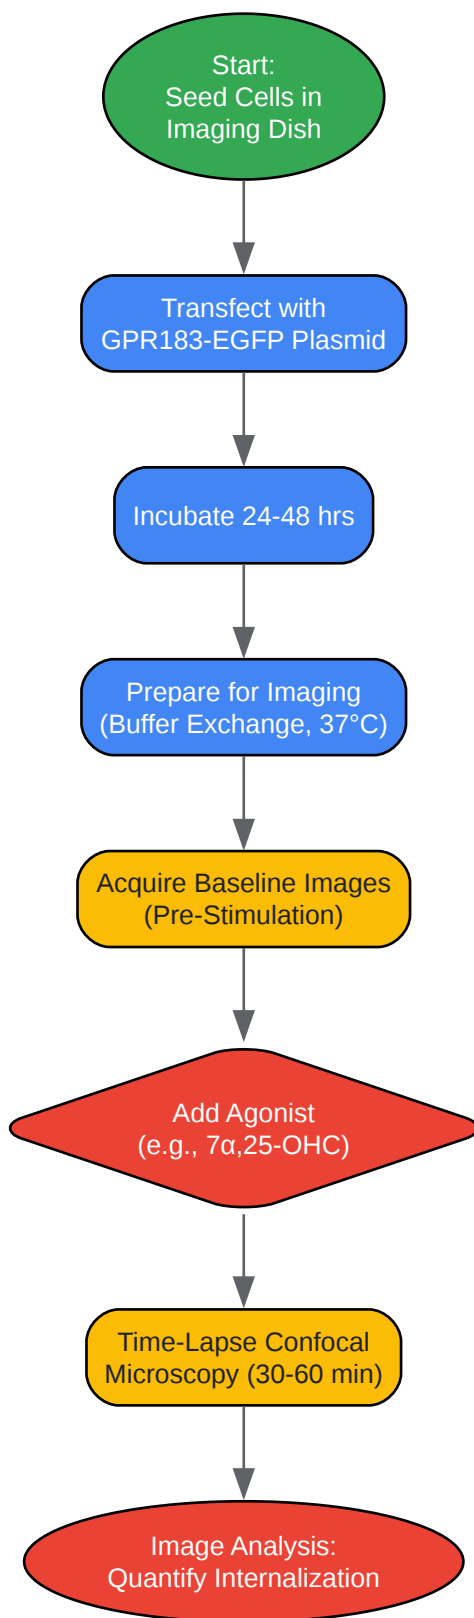 Start:
Seed Cells in
Imaging Dish
Transfect with
GPR183-EGFP Plasmid
Incubate 24-48 hrs
Prepare for Imaging
(Buffer Exchange, 37°C)
Acquire Baseline Images
(Pre-Stimulation)
Add Agonist
(e.g., 7α,25-OHC)
Time-Lapse Confocal
Microscopy (30-60 min)
Image Analysis:
Quantify Internalization